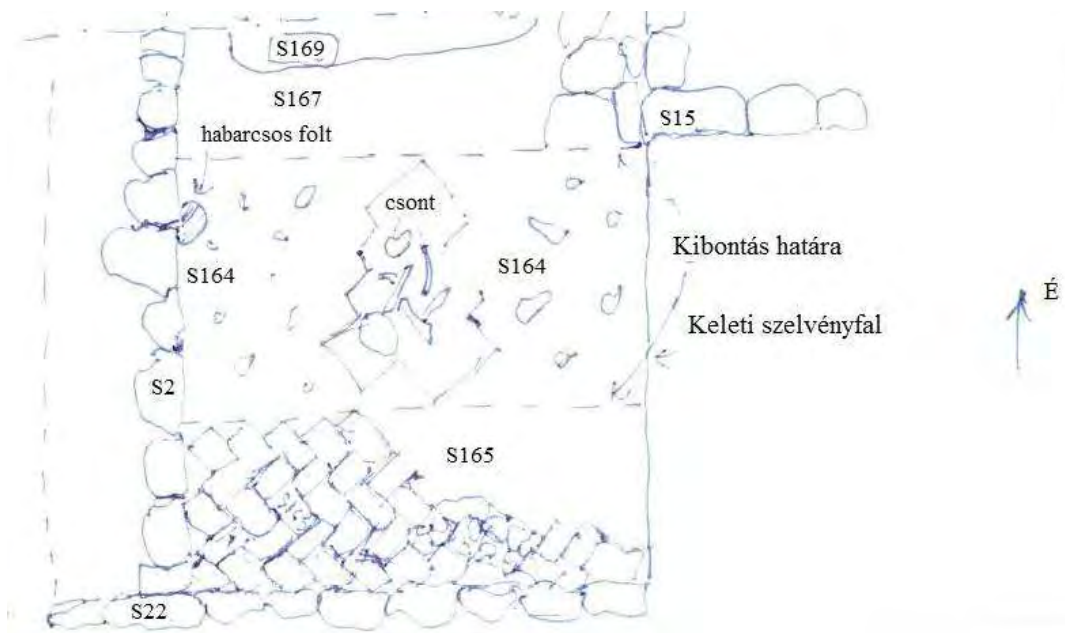 S169
S167
S15
habarcsos folt
csont
S164
S164
Kibontás határa
É
Keleti szelvényfal
S2
S165
S22